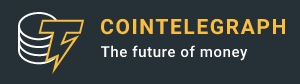 COINTELEGRAPH
The future of money